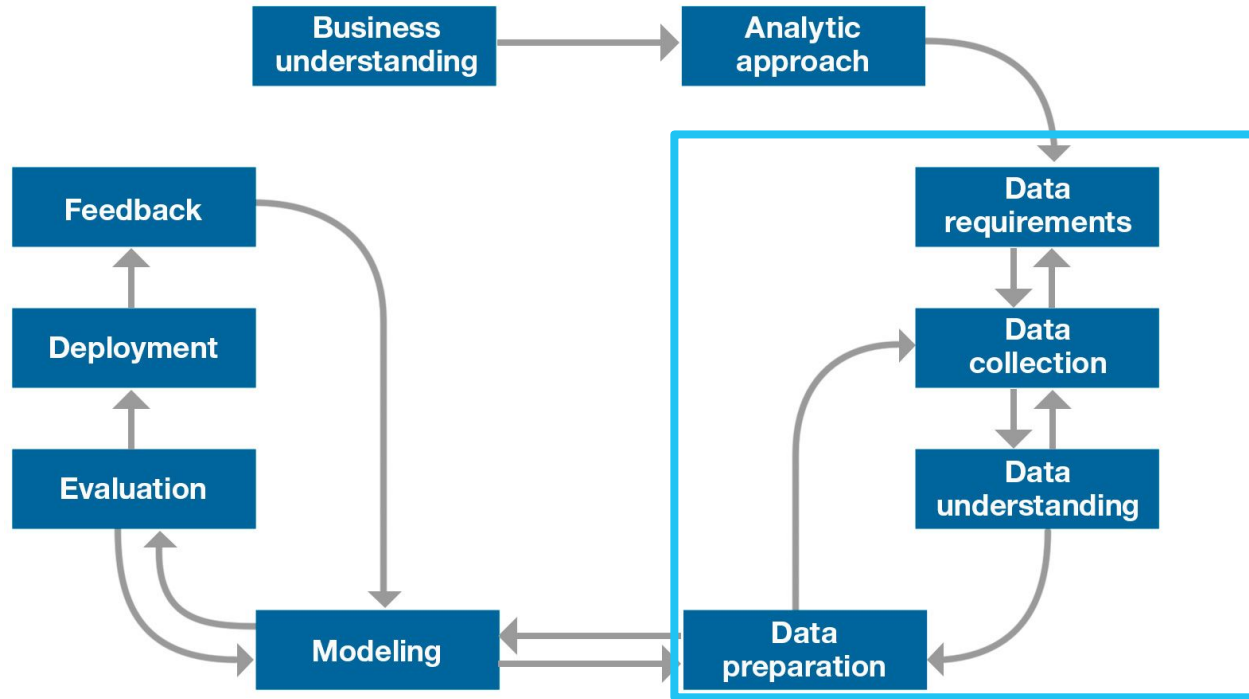 Business
understanding
Analytic
approach
Data
requirements
Data
collection
Data
understanding
Data
preparation
Modeling
Evaluation
Deployment
Feedback